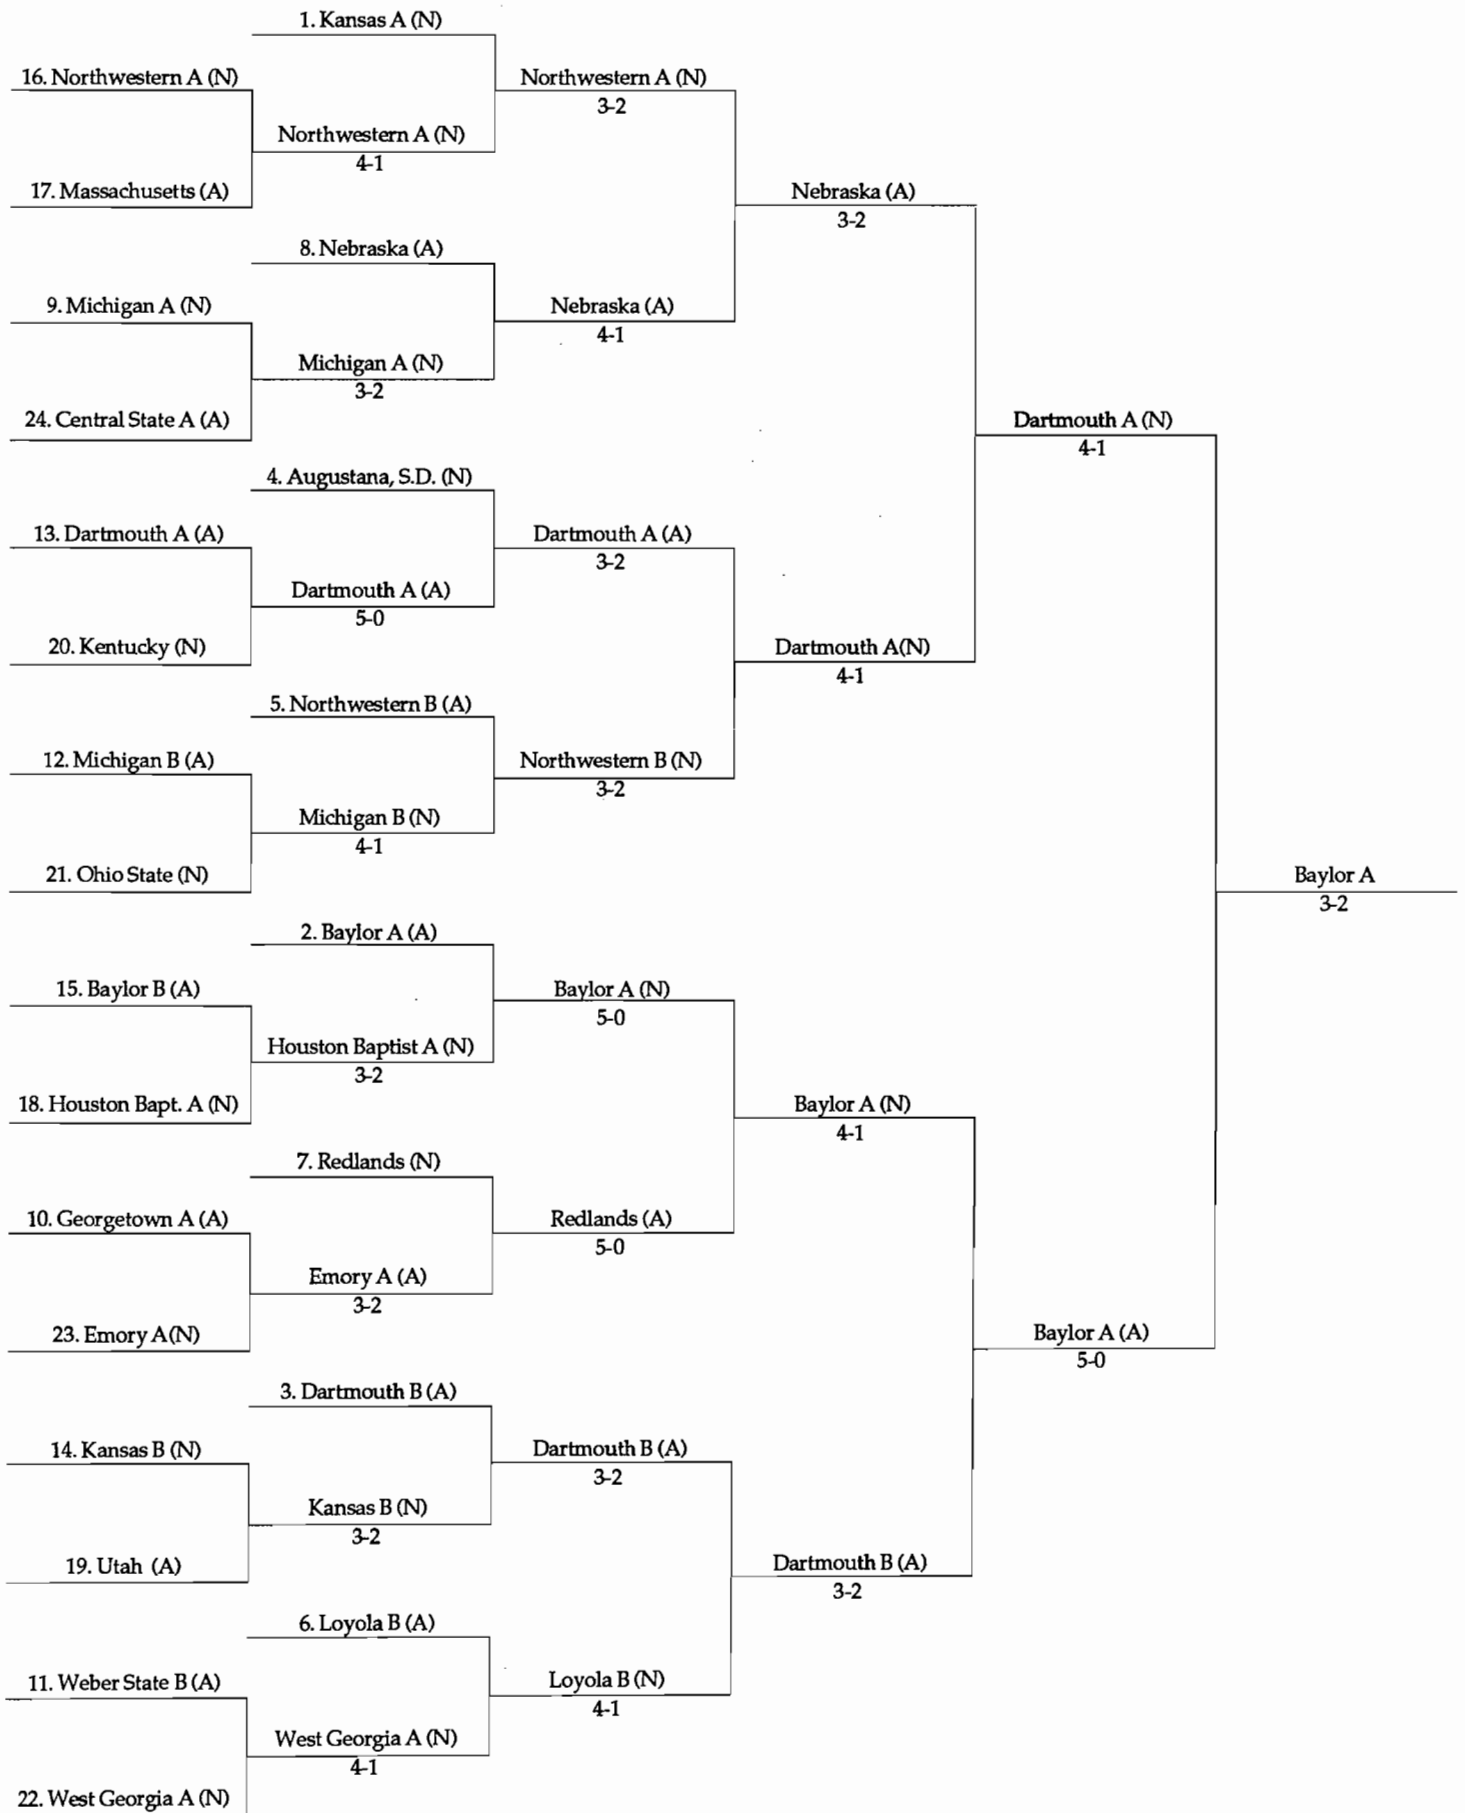 1. Kansas A (N)
16. Northwestern A (N)
Northwestern A (N)
3-2
Northwestern A (N)
4-1
17. Massachusetts (A)
Nebraska (A)
3-2
8. Nebraska (A)
9. Michigan A (N)
Nebraska (A)
4-1
Michigan A (N)
3-2
24. Central State A (A)
Dartmouth A (N)
4-1
4. Augustana, S.D. (N)
13. Dartmouth A (A)
Dartmouth A (A)
3-2
Dartmouth A (A)
5-0
20. Kentucky (N)
Dartmouth A(N)
4-1
5. Northwestern B (A)
12. Michigan B (A)
Northwestern B (N)
3-2
Michigan B (N)
4-1
21. Ohio State (N)
Baylor A
3-2
2. Baylor A (A)
15. Baylor B (A)
Baylor A (N)
5-0
Houston Baptist A (N)
3-2
18. Houston Bapt. A (N)
Baylor A (N)
4-1
7. Redlands (N)
10. Georgetown A (A)
Redlands (A)
5-0
Emory A (A)
3-2
23. Emory A(N)
Baylor A (A)
5-0
3. Dartmouth B (A)
14. Kansas B (N)
Dartmouth B (A)
3-2
Kansas B (N)
3-2
19. Utah (A)
Dartmouth B (A)
3-2
6. Loyola B (A)
11. Weber State B (A)
Loyola B (N)
4-1
West Georgia A (N)
4-1
22. West Georgia A (N)